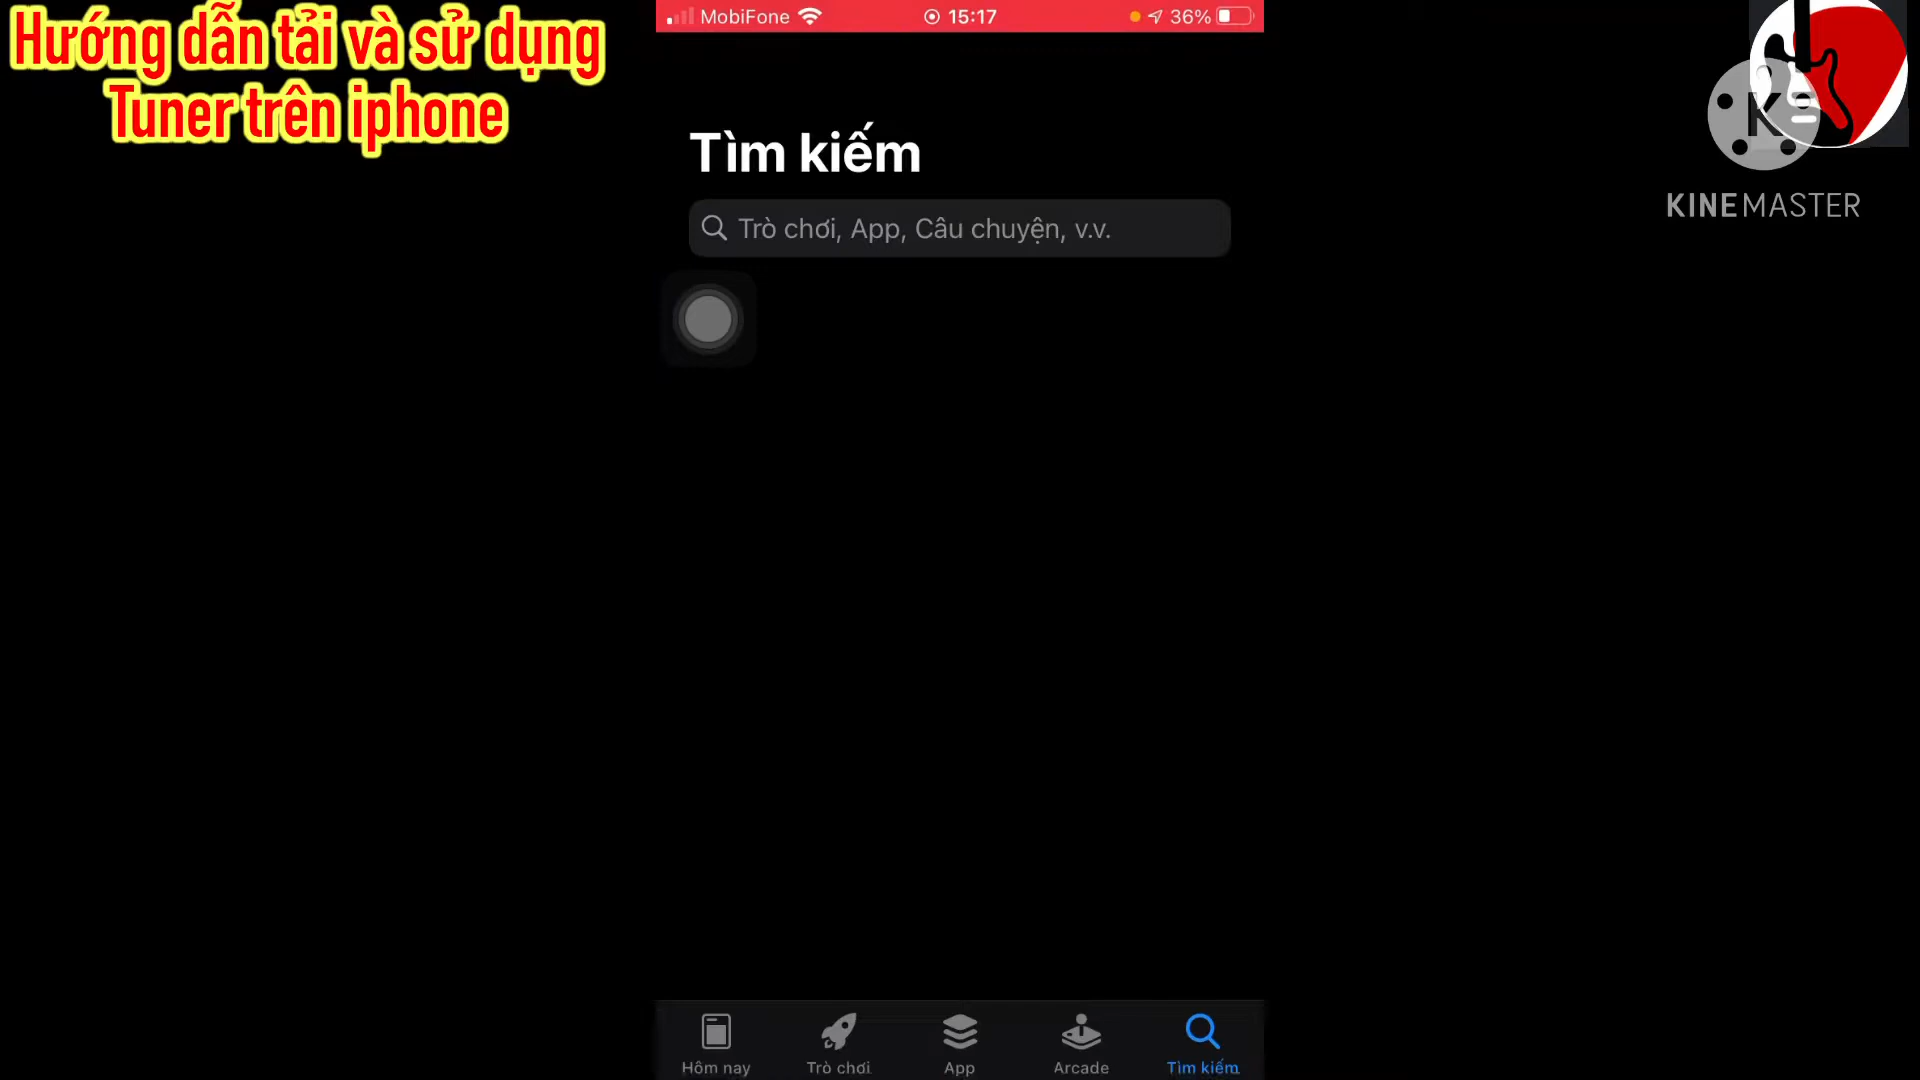 Hướng dẫn tải và sử dụng
Tuner trên iphone
MobiFone
15:17
36%
K
KINEMASTER
Tìm kiếm
Trò chơi, App, Câu chuyện, v.v.
Hôm nay
Trò chơi
App
Arcade
Tìm kiếm